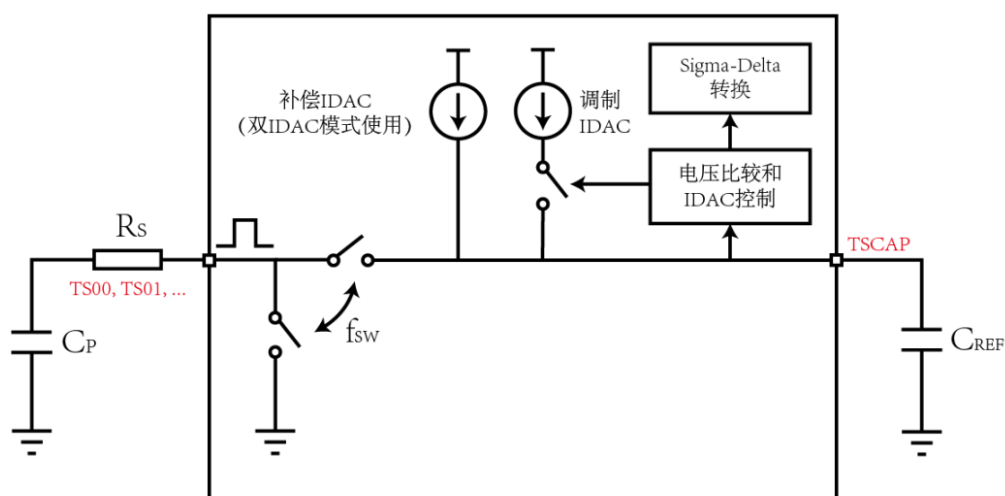 补偿IDAC
(双IDAC模式使用)
调制
IDAC
Sigma-Delta
转换
电压比较和
IDAC控制
Rs
TS00, TS01, ...
TSCAP
fsw
CP
CREF